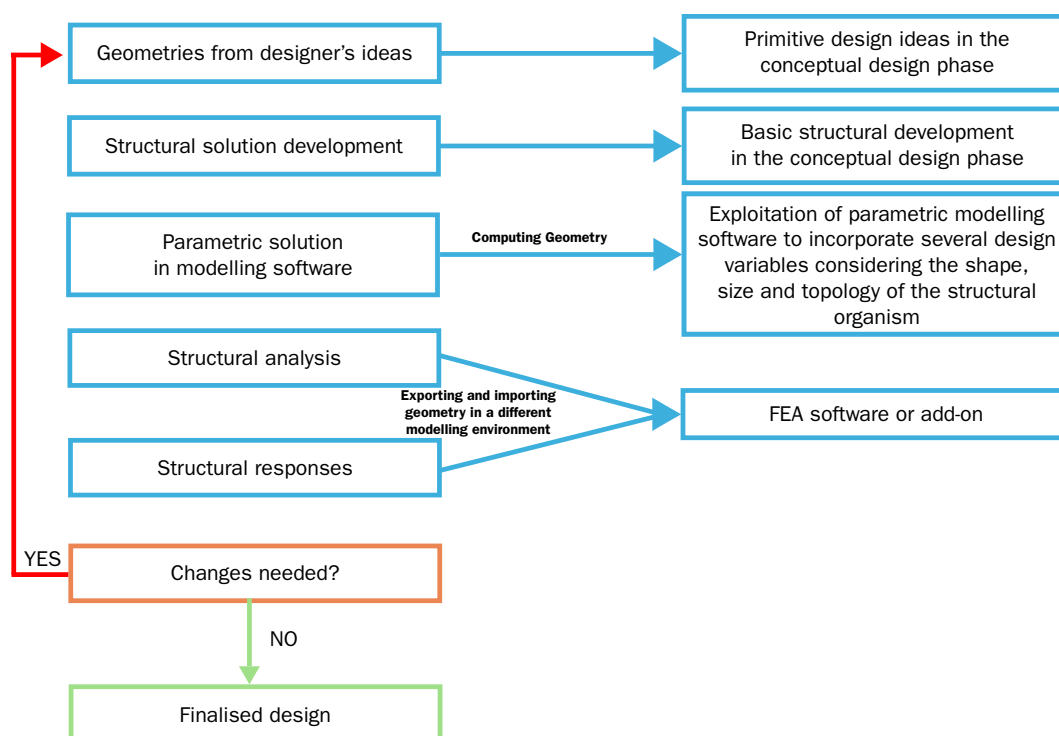 Geometries from designer’s ideas
Primitive design ideas in the
conceptual design phase
Structural solution development
Basic structural development
in the conceptual design phase
Parametric solution
in modelling software
Computing Geometry
Exploitation of parametric modelling
software to incorporate several design
variables considering the shape,
size and topology of the structural
organism
Structural analysis
Exporting and importing
geometry in a different
modelling environment
FEA software or add-on
Structural responses
YES
Changes needed?
NO
Finalised design